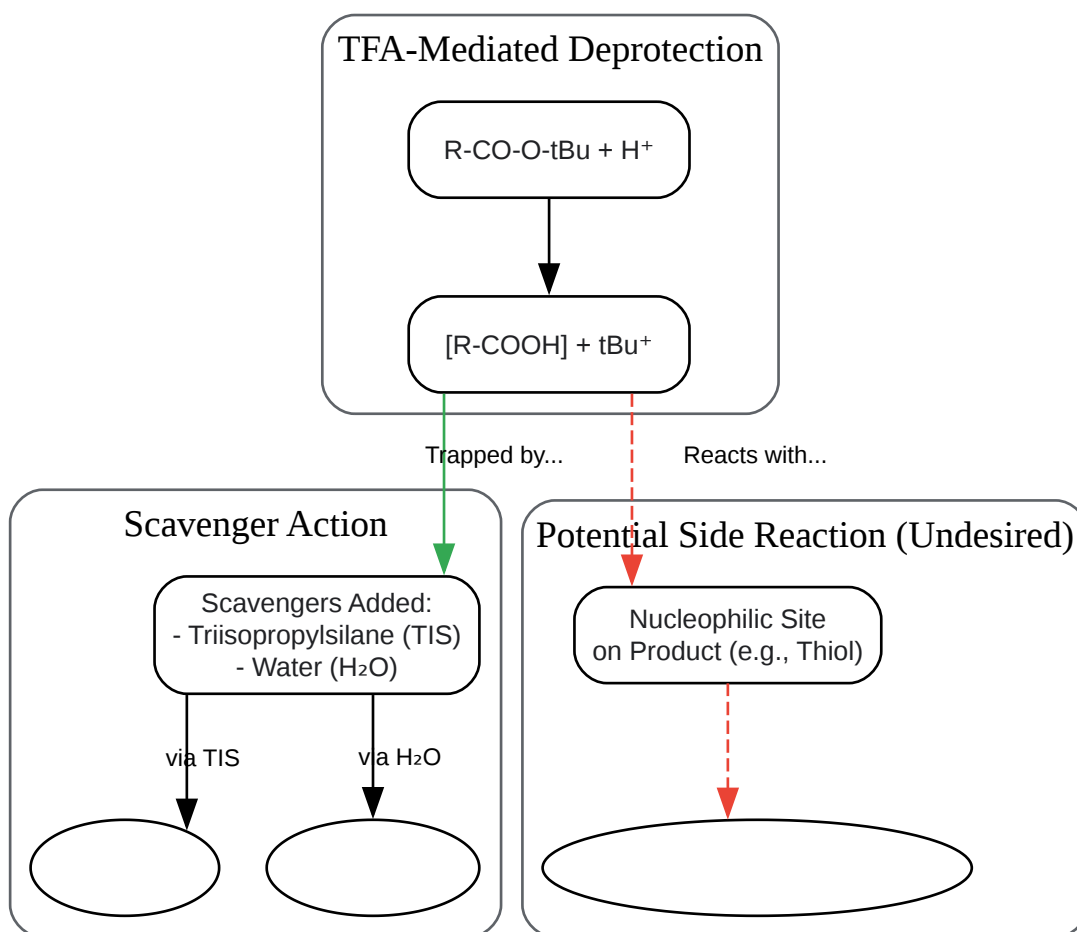 TFA-Mediated Deprotection
R-CO-O-tBu + H⁺
[R-COOH] + tBu⁺
Trapped by...
Reacts with...
Scavenger Action
Scavengers Added:
- Triisopropylsilane (TIS)
- Water (H₂O)
via TIS
via H₂O
Potential Side Reaction (Undesired)
Nucleophilic Site
on Product (e.g., Thiol)